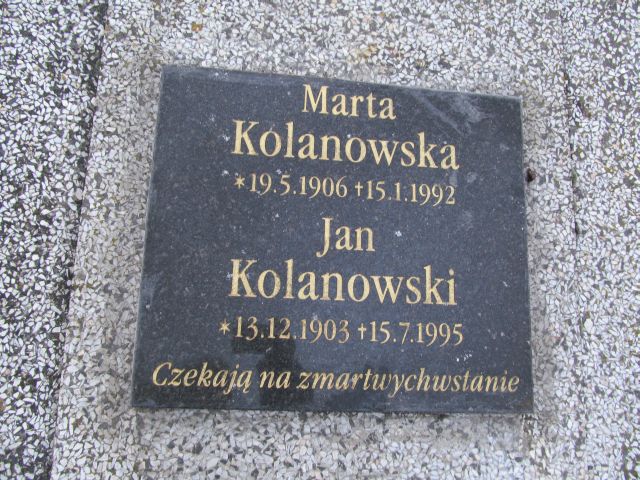 Marta
Kolanowska
*19.5.1906 †15.1.1992
Jan
Kolanowski
*13.12.1903 †15.7.1995
Czekają na zmartwychwstanie